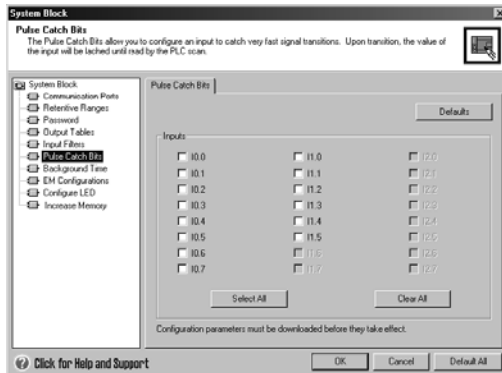 System Block
Pulse Catch Bits
The Pulse Catch Bits allow you to configure an input to catch very fast signal transitions. Upon transition, the value of
the input will be lached until read by the PLC scan.
System Block
Communication Ports
Retentive Ranges
Password
Output Tables
Input Filters
Pulse Catch Bits
Background Time
EM Configurations
Configure LED
Increase Memory
Pulse Catch Bits
Defaults
Inputs
I0.0 I1.0 I2.0
I0.1 I1.1 I2.1
I0.2 I1.2 I2.2
I0.3 I1.3 I2.3
I0.4 I1.4 I2.4
I0.5 I1.5 I2.5
I0.6 I1.6 I2.6
I0.7 I1.7 I2.7
Select All Clear All
Configuration parameters must be downloaded before they take effect.
Click for Help and Support OK Cancel Default All